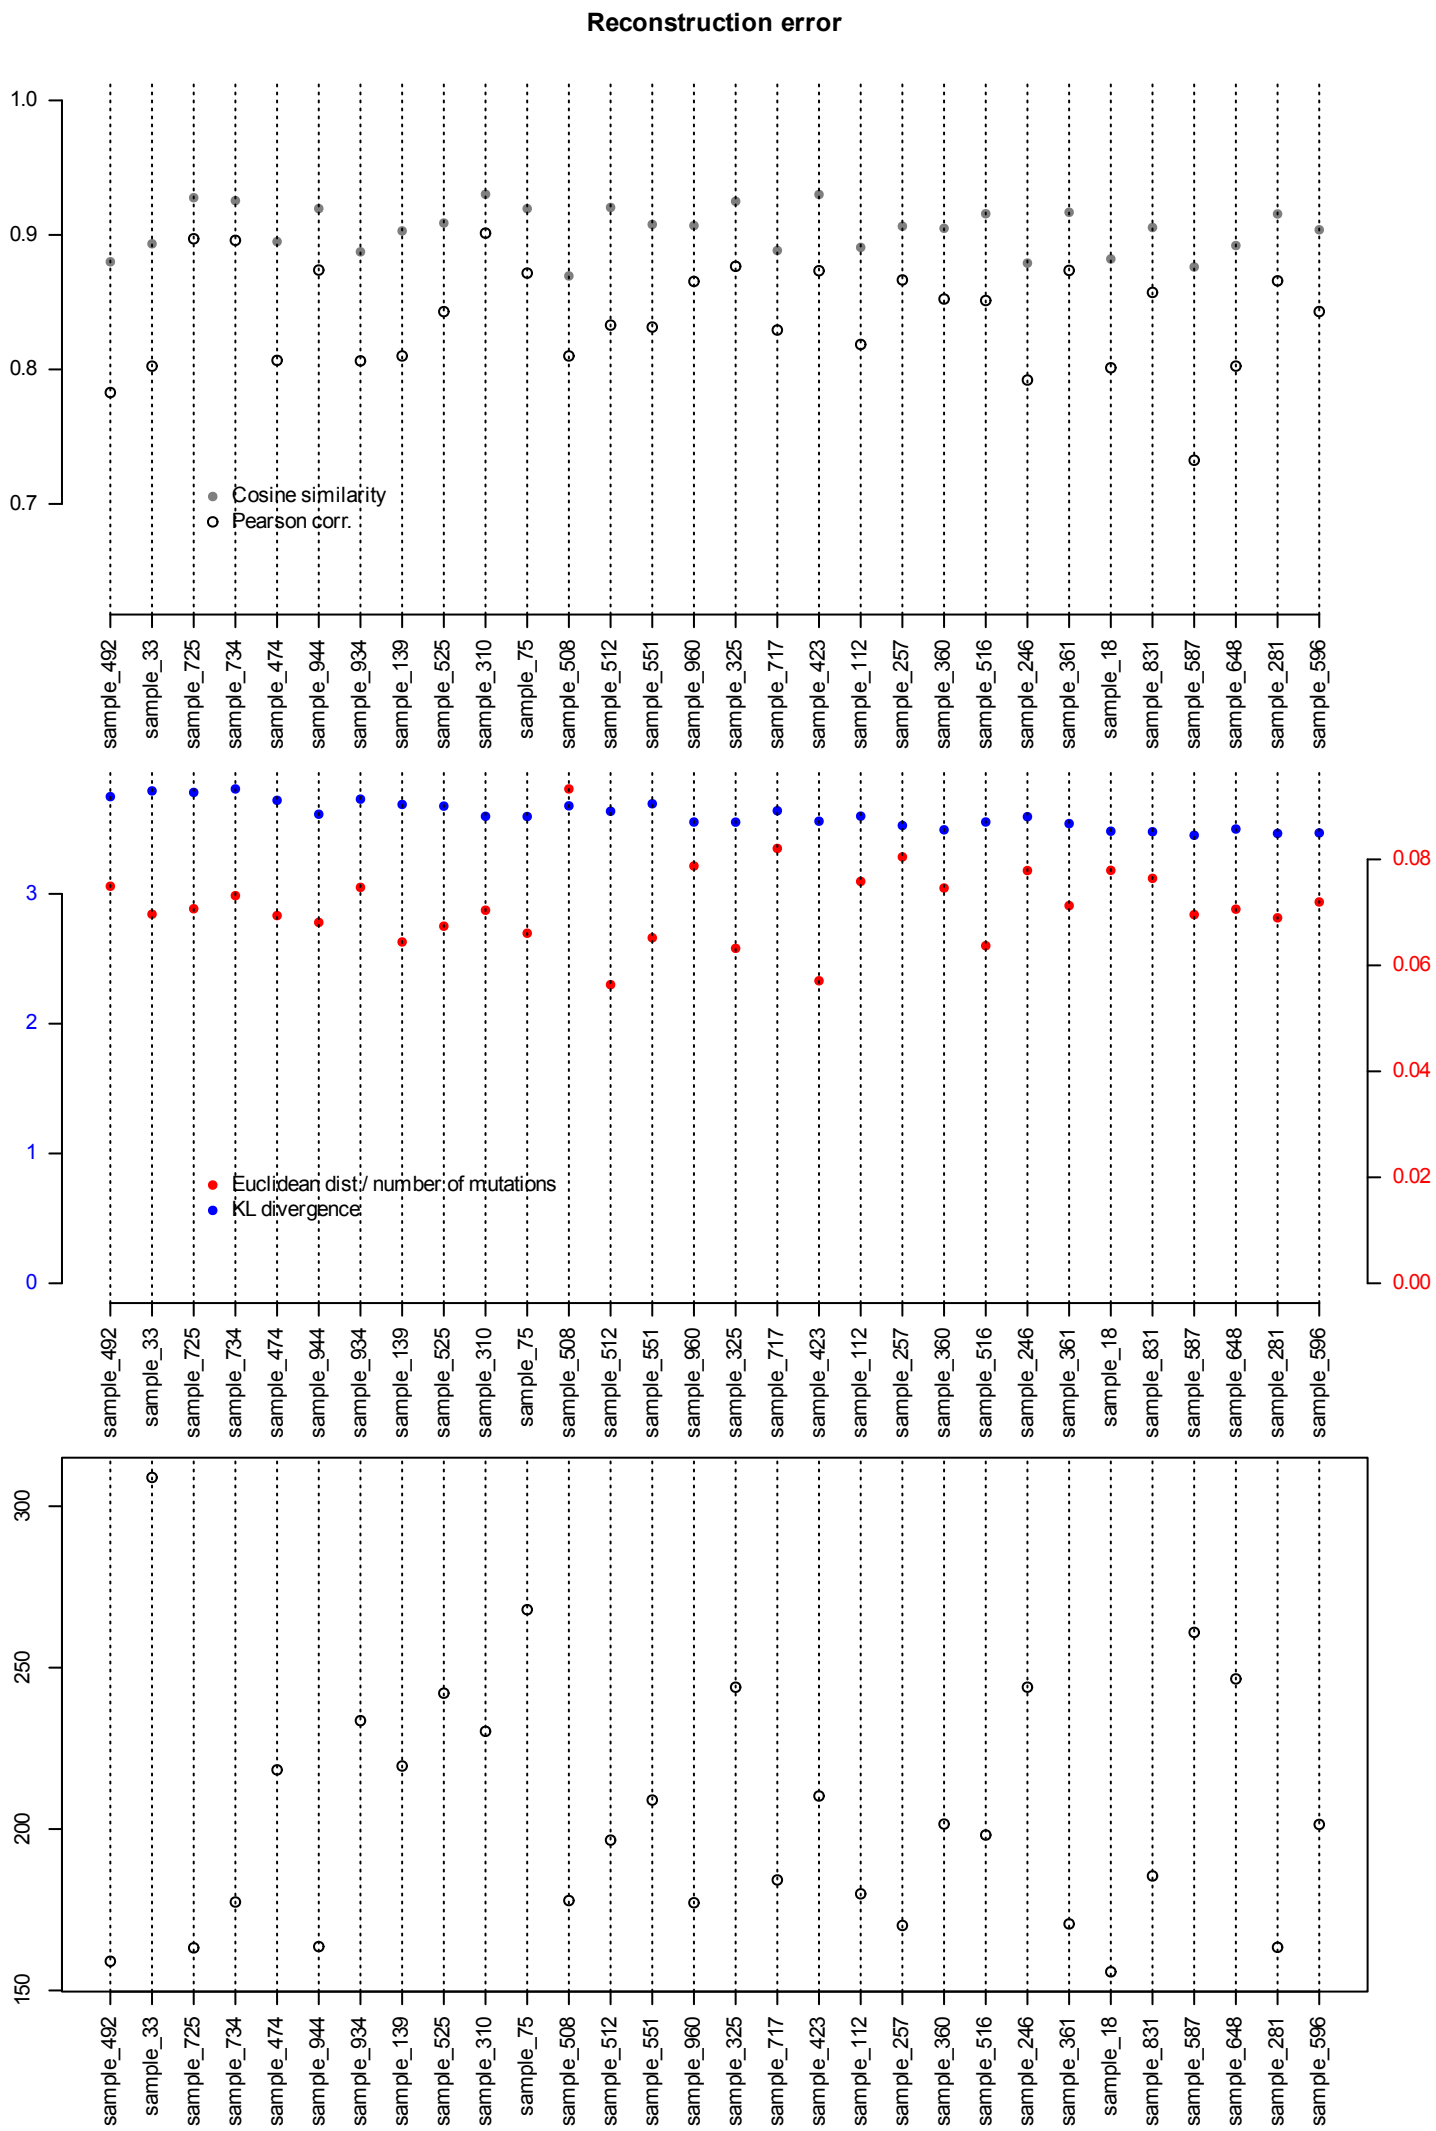 Reconstruction error
1.0
0.9
0.8
0.7
Cosine similarity
Pearson corr.
sample_492
sample_33
sample_725
sample_734
sample_474
sample_944
sample_934
sample_139
sample_525
sample_310
sample_75
sample_508
sample_512
sample_551
sample_960
sample_325
sample_717
sample_423
sample_112
sample_257
sample_360
sample_516
sample_246
sample_361
sample_18
sample_831
sample_587
sample_648
sample_281
sample_596
3
2
1
0
0.08
0.06
0.04
0.02
0.00
Euclidean dist./ number of mutations
KL divergence
sample_492
sample_33
sample_725
sample_734
sample_474
sample_944
sample_934
sample_139
sample_525
sample_310
sample_75
sample_508
sample_512
sample_551
sample_960
sample_325
sample_717
sample_423
sample_112
sample_257
sample_360
sample_516
sample_246
sample_361
sample_18
sample_831
sample_587
sample_648
sample_281
sample_596
300
250
200
150
sample_492
sample_33
sample_725
sample_734
sample_474
sample_944
sample_934
sample_139
sample_525
sample_310
sample_75
sample_508
sample_512
sample_551
sample_960
sample_325
sample_717
sample_423
sample_112
sample_257
sample_360
sample_516
sample_246
sample_361
sample_18
sample_831
sample_587
sample_648
sample_281
sample_596